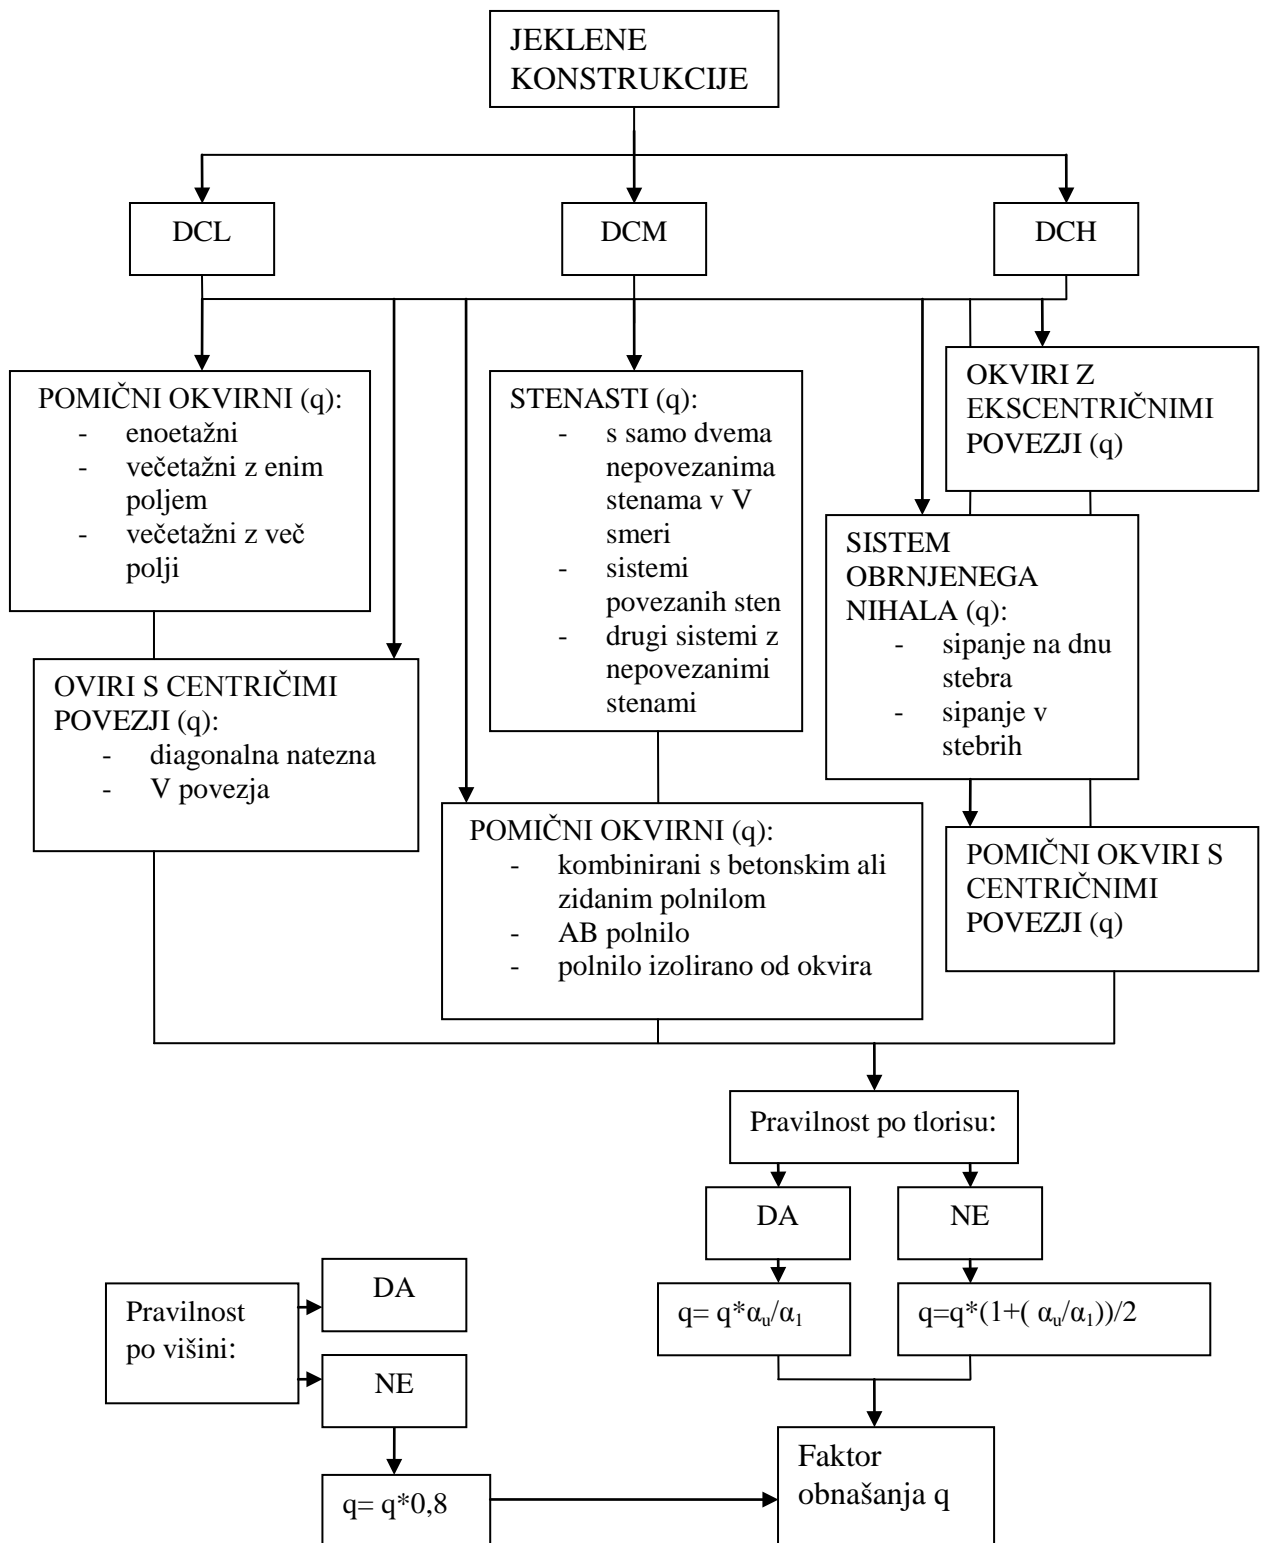 JEKLENE
KONSTRUKCIJE
DCL
DCM
DCH
POMIČNI OKVIRNI (q):
- enoetažni
- večetažni z enim
poljem
- večetažni z več
polji
STENASTI (q):
- s samo dvema
nepovezanima
stenama v V
smeri
- sistemi
povezanih sten
- drugi sistemi z
nepovezanimi
stenami
OKVIRI Z
EKSCENTRIČNIMI
POVEZJI (q)
SISTEM
OBRNJENEGA
NIHALA (q):
- sipanje na dnu
stebra
- sipanje v
stebrih
OVIRI S CENTRIČIMI
POVEZJI (q):
- diagonalna natezna
- V povezja
POMIČNI OKVIRNI (q):
- kombinirani s betonskim ali
zidanim polnilom
- AB polnilo
- polnilo izolirano od okvira
POMIČNI OKVIRI S
CENTRIČNIMI
POVEZJI (q)
Pravilnost po tlorisu:
DA
NE
q= q*αᵤ/α₁
q=q*(1+( αᵤ/α₁))/2
Pravilnost
po višini:
DA
NE
q= q*0,8
Faktor
obnašanja q